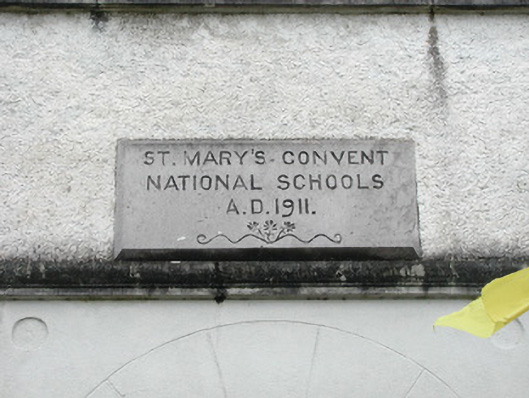 ST. MARY'S CONVENT
NATIONAL SCHOOLS
A.D. 1911.